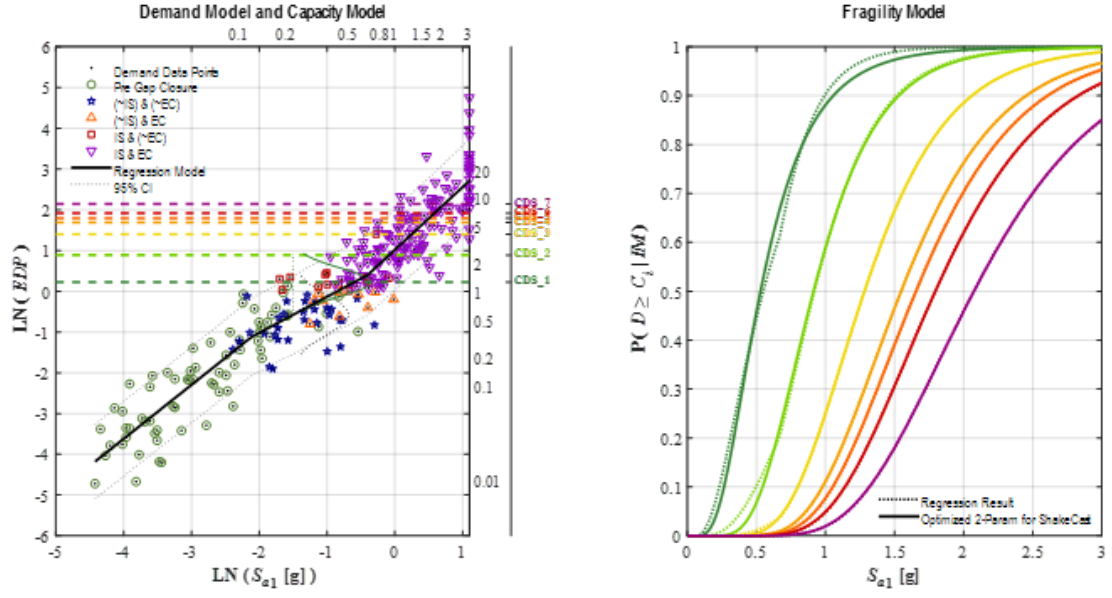 Demand Model and Capacity Model
0.1 0.2 0.5 0.81 1.5 2 3
6
5
4
3
2
1
0
-1
-2
-3
-4
-5
-6
LN( EDP )
Demand Data Points
Pre Gap Closure
(~IS) & (~EC)
(~IS) & EC
IS & (~EC)
IS & EC
Regression Model
95% CI
20
10
5
2
1
0.5
0.2
0.1
0.01
CDS_7
CDS_3
CDS_2
CDS_1
-5 -4 -3 -2 -1 0 1
LN ( Sa1 [g] )
Fragility Model
1
0.9
0.8
0.7
0.6
0.5
0.4
0.3
0.2
0.1
0
P( D ≥ Ci | IM)
Regression Result
Optimized 2-Param for ShakeCast
0 0.5 1 1.5 2 2.5 3
Sa1 [g]